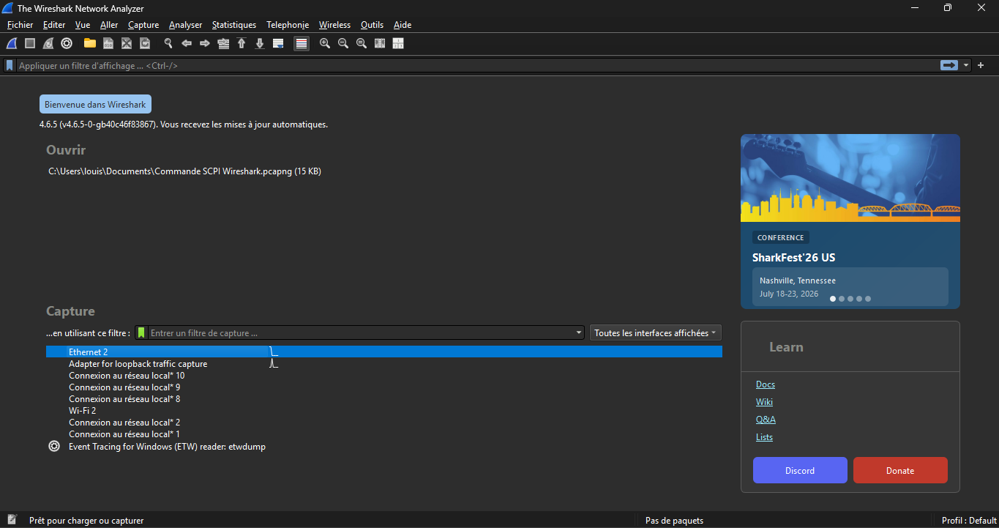 The Wireshark Network Analyzer
Fichier Editer Vue Aller Capture Analyser Statistiques Telephonie Wireless Outils Aide
Appliquer un filtre d'affichage ... <Ctrl-/>
Bienvenue dans Wireshark
4.6.5 (v4.6.5-0-gb40c46f83867). Vous recevez les mises à jour automatiques.
Ouvrir
C:\Users\louis\Documents\Commande SCPI Wireshark.pcapng (15 KB)
CONFERENCE
SharkFest'26 US
Nashville, Tennessee
July 18-23, 2026
Capture
...en utilisant ce filtre : Entrer un filtre de capture ... Toutes les interfaces affichées
Ethernet 2
Adapter for loopback traffic capture
Connexion au réseau local* 10
Connexion au réseau local* 9
Connexion au réseau local* 8
Wi-Fi 2
Connexion au réseau local* 2
Connexion au réseau local* 1
Event Tracing for Windows (ETW) reader: etwdump
Learn
Docs
Wiki
Q&A
Lists
Discord Donate
Prêt pour charger ou capturer Pas de paquets Profil : Default